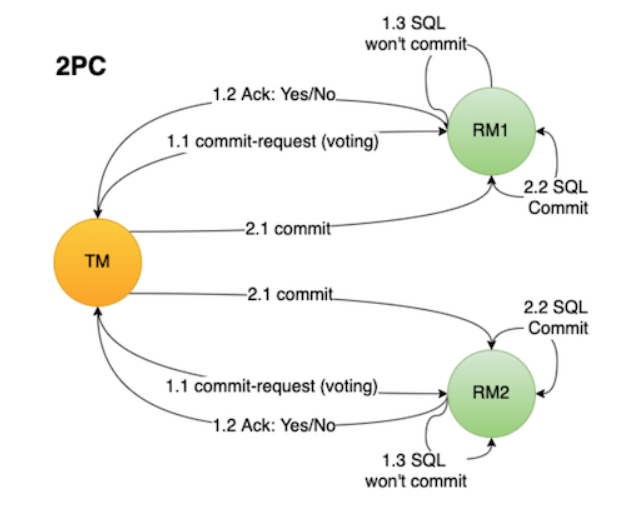 1.3 SQL
won't commit
2PC
1.2 Ack: Yes/No
RM1
1.1 commit-request (voting)
2.2 SQL
Commit
2.1 commit
TM
2.1 commit
2.2 SQL
Commit
1.1 commit-request (voting)
RM2
1.2 Ack: Yes/No
1.3 SQL
won't commit